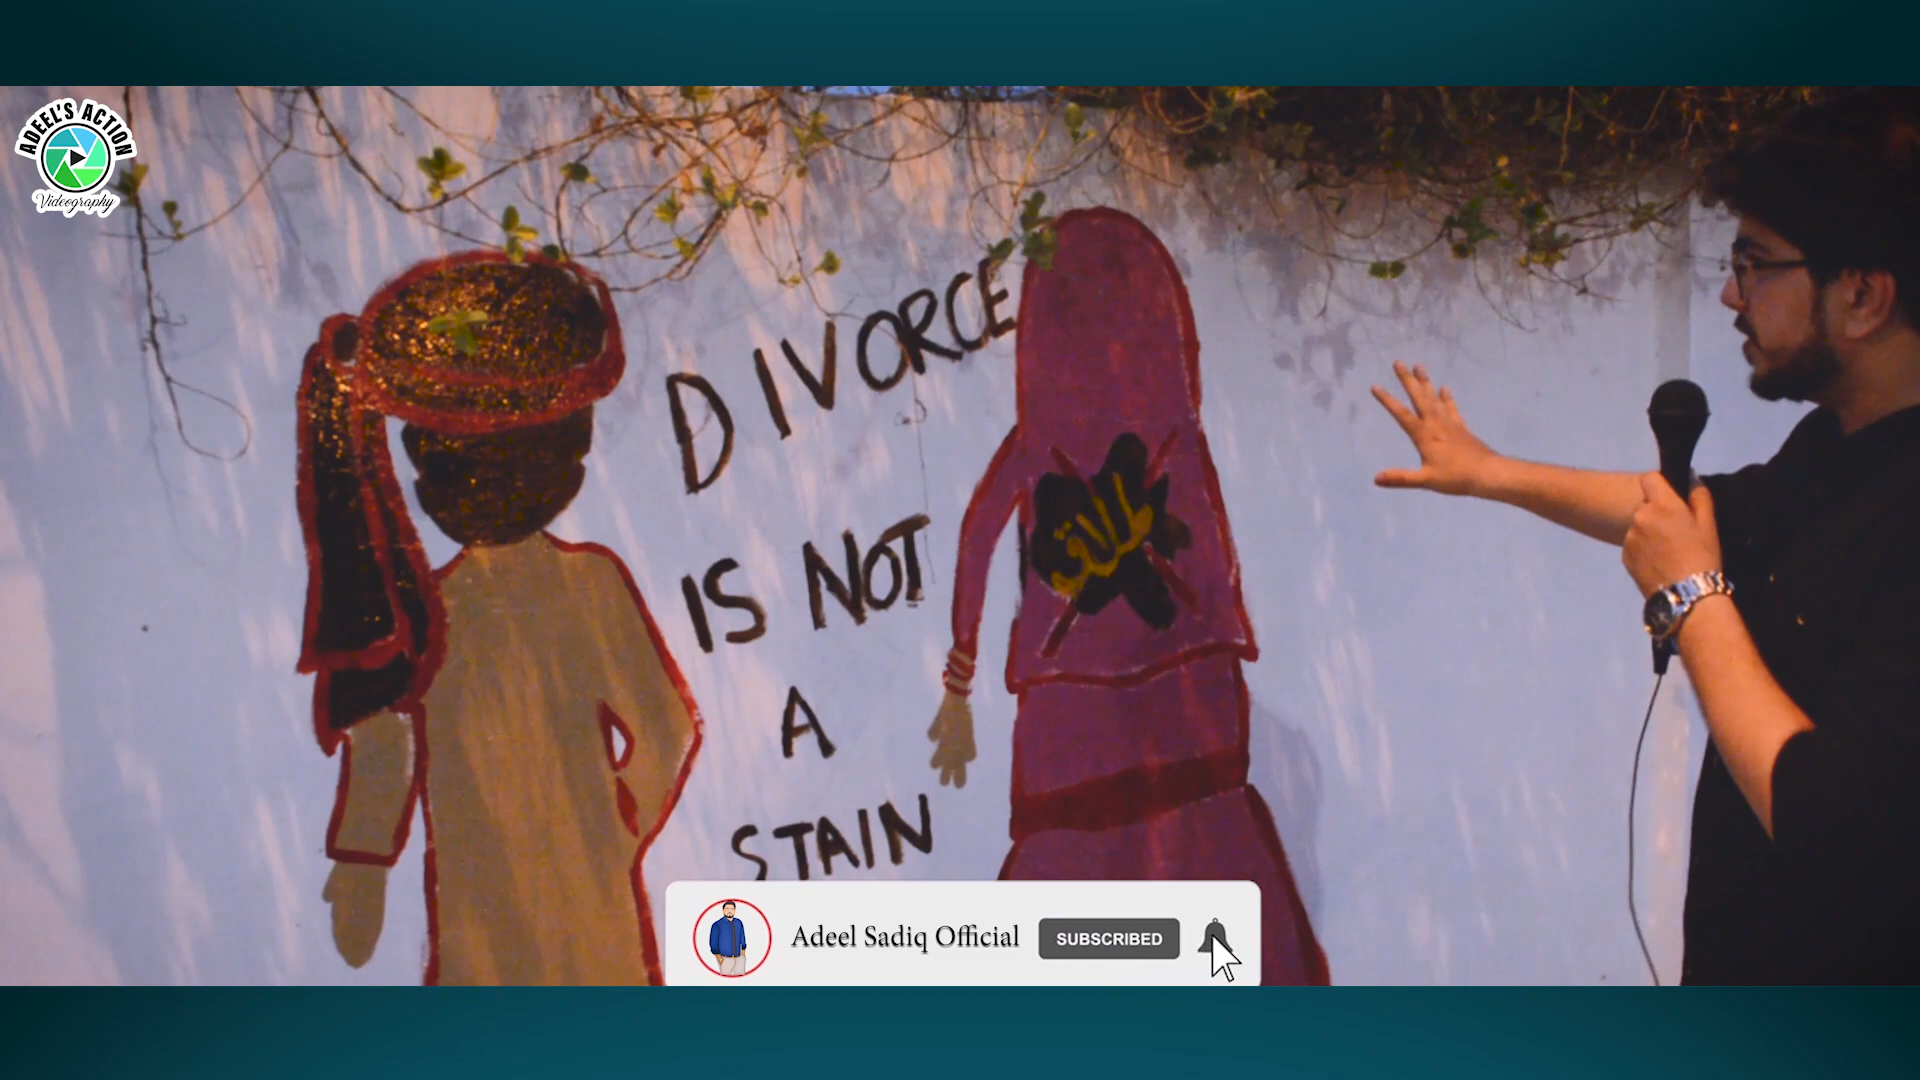 ADEEL'S ACTION
Videography
DIVORCE
IS NOT
A
STAIN
طلاق
Adeel Sadiq Official
SUBSCRIBED